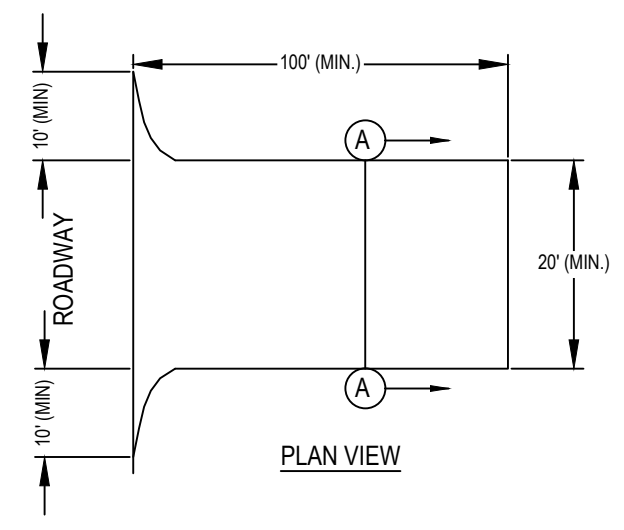 100' (MIN.)
10' (MIN)
A
ROADWAY
20' (MIN.)
10' (MIN)
A
PLAN VIEW